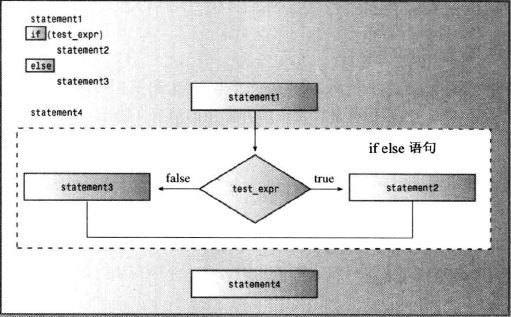 statement1
if (test_expr)
statement2
else
statement3
statement4
statement1
if else 语句
false
test_expr
true
statement3
statement2
statement4